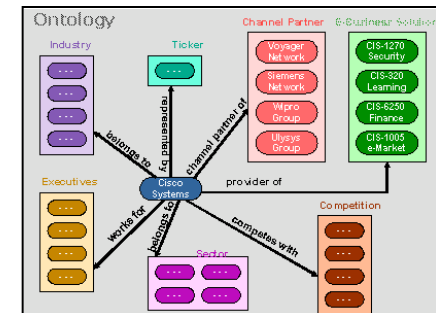 Ontology
Channel Partner
E-Business Solution
Industry
Ticker
Voyager
Network
Siemens
Network
Wipro
Group
Ulysys
Group
CIS-1270
Security
CIS-320
Learning
CIS-6250
Finance
CIS-1005
e-Market
...
...
...
...
...
belongs to
represented by
channel partner of
provider of
Executives
Cisco
Systems
works for
belongs to
competes with
Competition
Sector
...
...
...
...
...
...
...
...
...
...
...
...